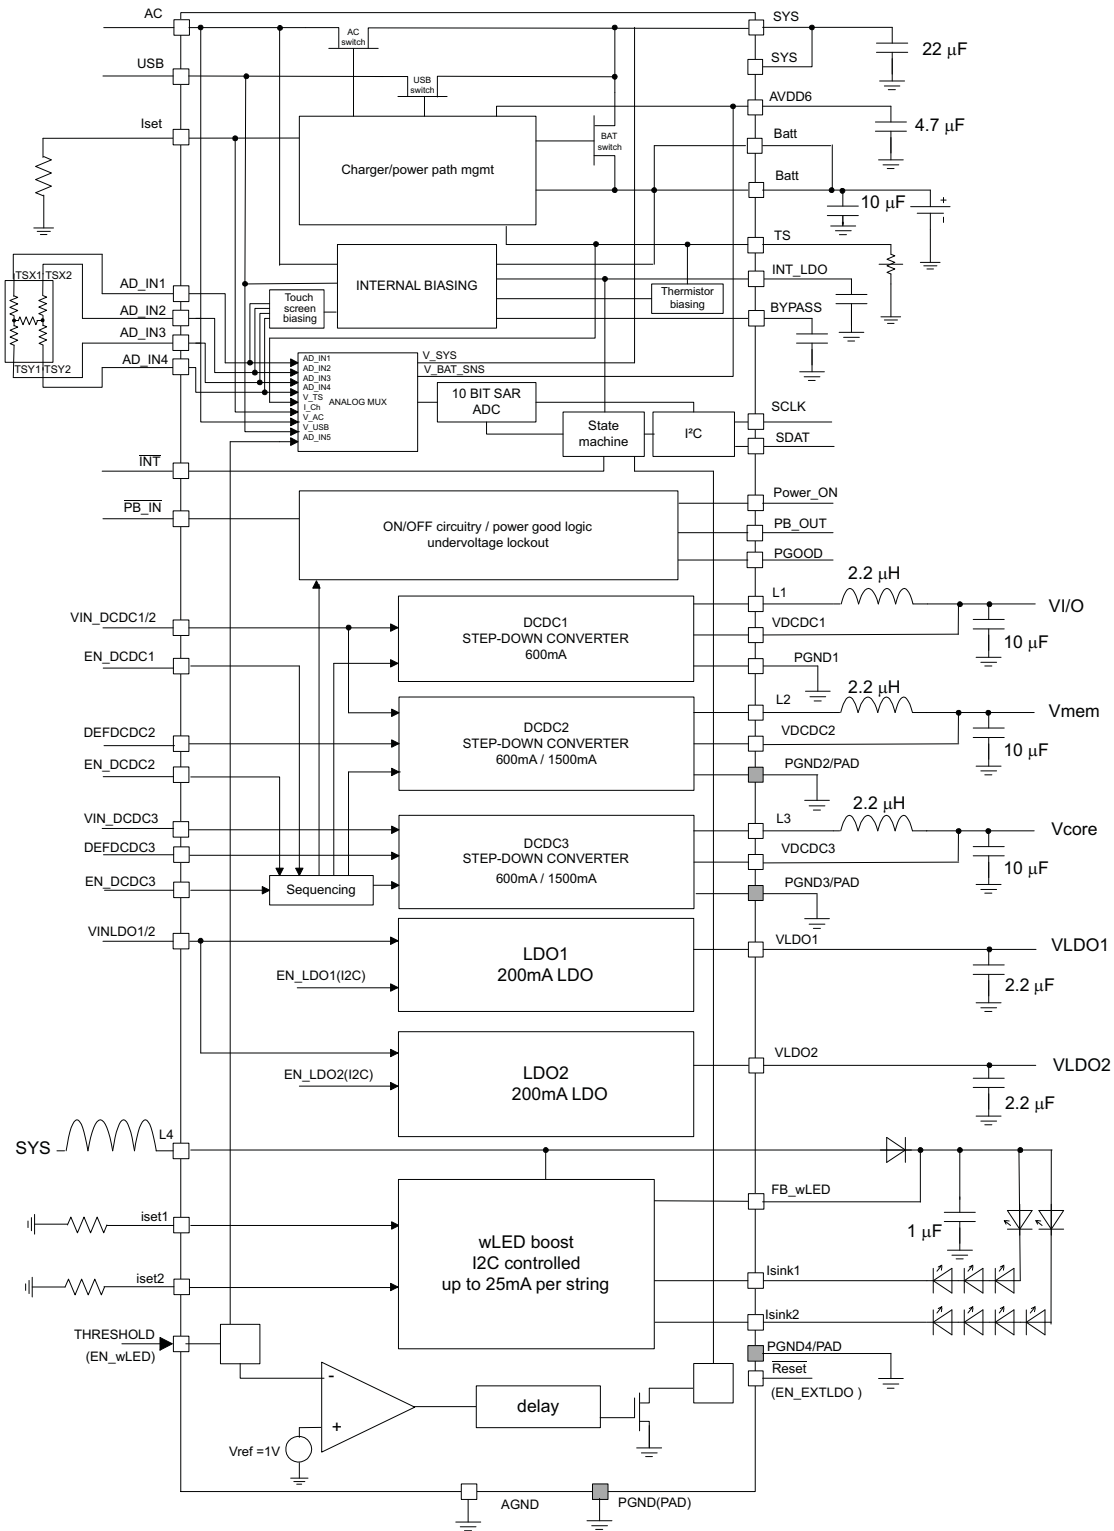 AC
AC
switch
SYS
22 μF
SYS
USB
USB
switch
AVDD6
4.7 μF
Iset
BAT
switch
Batt
Charger/power path mgmt
Batt
10 μF
+
-
TS
TSX1
TSX2
AD_IN1
INTERNAL BIASING
INT_LDO
Touch
screen
biasing
Thermistor
biasing
AD_IN2
BYPASS
AD_IN3
TSY1
TSY2
AD_IN4
V_SYS
V_BAT_SNS
AD_IN1
AD_IN2
AD_IN3
AD_IN4
V_TS
I_Ch
V_AC
V_USB
AD_IN5
ANALOG MUX
10 BIT SAR
ADC
State
machine
I²C
SCLK
SDAT
INT
PB_IN
ON/OFF circuitry / power good logic
undervoltage lockout
Power_ON
PB_OUT
PGOOD
VIN_DCDC1/2
DCDC1
STEP-DOWN CONVERTER
600mA
L1
2.2 μH
VI/O
VDCDC1
10 μF
EN_DCDC1
PGND1
DCDC2
STEP-DOWN CONVERTER
600mA / 1500mA
L2
2.2 μH
Vmem
DEFDCDC2
VDCDC2
10 μF
EN_DCDC2
PGND2/PAD
VIN_DCDC3
DCDC3
STEP-DOWN CONVERTER
600mA / 1500mA
L3
2.2 μH
Vcore
DEFDCDC3
VDCDC3
10 μF
EN_DCDC3
Sequencing
PGND3/PAD
VINLDO1/2
LDO1
200mA LDO
EN_LDO1(I2C)
VLDO1
VLDO1
2.2 μF
LDO2
200mA LDO
EN_LDO2(I2C)
VLDO2
VLDO2
2.2 μF
SYS
L4
FB_wLED
1 μF
iset1
wLED boost
I2C controlled
up to 25mA per string
iset2
Isink1
Isink2
THRESHOLD
(EN_wLED)
PGND4/PAD
Reset
(EN_EXTLDO )
-
+
delay
Vref =1V
AGND
PGND(PAD)